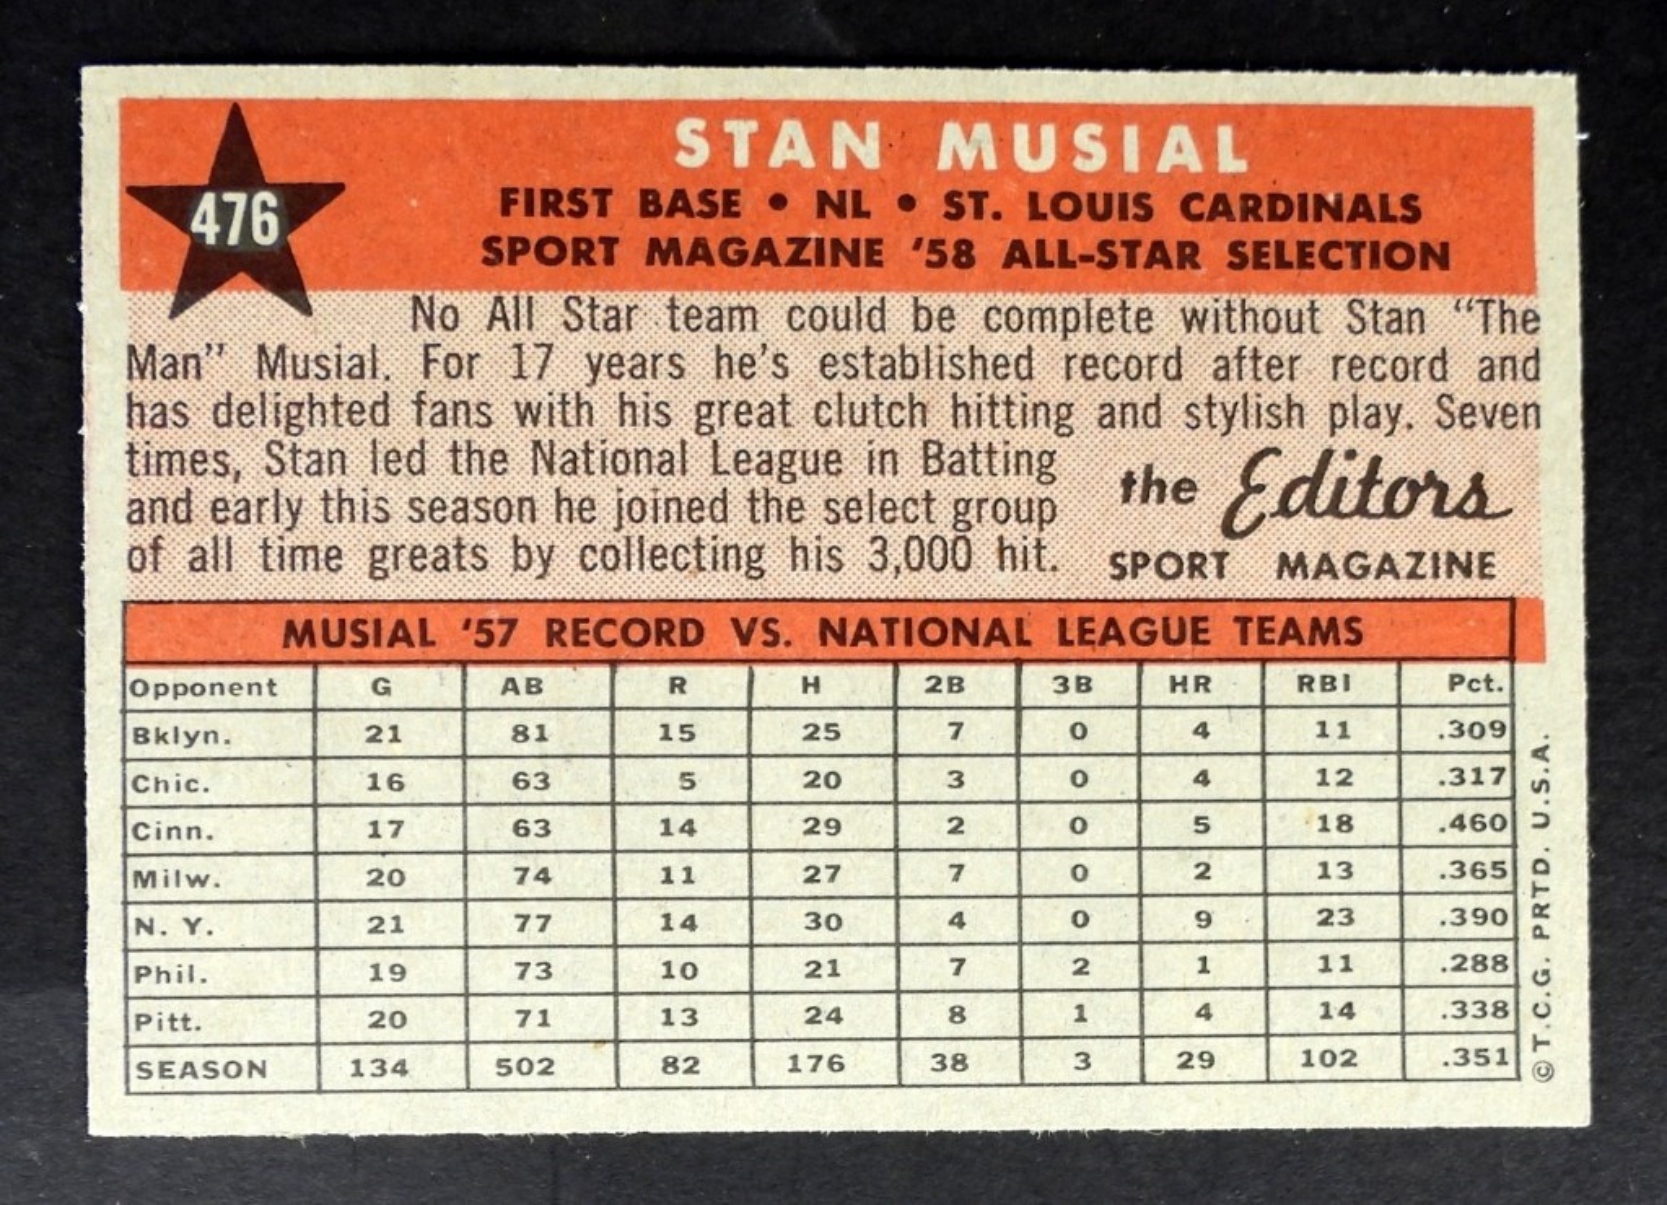 476
STAN MUSIAL
FIRST BASE • NL • ST. LOUIS CARDINALS
SPORT MAGAZINE '58 ALL-STAR SELECTION
No All Star team could be complete without Stan "The
Man" Musial. For 17 years he's established record after record and
has delighted fans with his great clutch hitting and stylish play. Seven
times, Stan led the National League in Batting
and early this season he joined the select group
of all time greats by collecting his 3,000 hit.
the Editors
SPORT MAGAZINE
MUSIAL '57 RECORD VS. NATIONAL LEAGUE TEAMS
Opponent G AB R H 2B 3B HR RBI Pct.
Bklyn. 21 81 15 25 7 0 4 11 .309
Chic. 16 63 5 20 3 0 4 12 .317
Cinn. 17 63 14 29 2 0 5 18 .460
Milw. 20 74 11 27 7 0 2 13 .365
N. Y. 21 77 14 30 4 0 9 23 .390
Phil. 19 73 10 21 7 2 1 11 .288
Pitt. 20 71 13 24 8 1 4 14 .338
SEASON 134 502 82 176 38 3 29 102 .351
© T.C.G. PRTD. U.S.A.